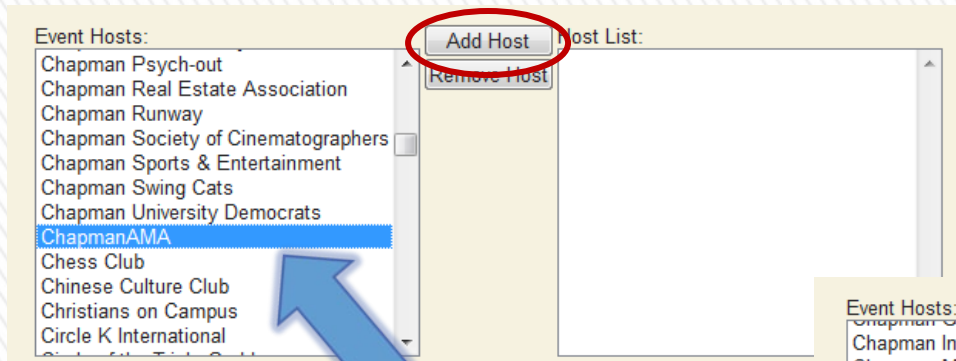 Event Hosts:
Add Host
Host List:
Remove Host
Chapman Psych-out
Chapman Real Estate Association
Chapman Runway
Chapman Society of Cinematographers
Chapman Sports & Entertainment
Chapman Swing Cats
Chapman University Democrats
ChapmanAMA
Chess Club
Chinese Culture Club
Christians on Campus
Circle K International
Event Hosts:
Chapman In